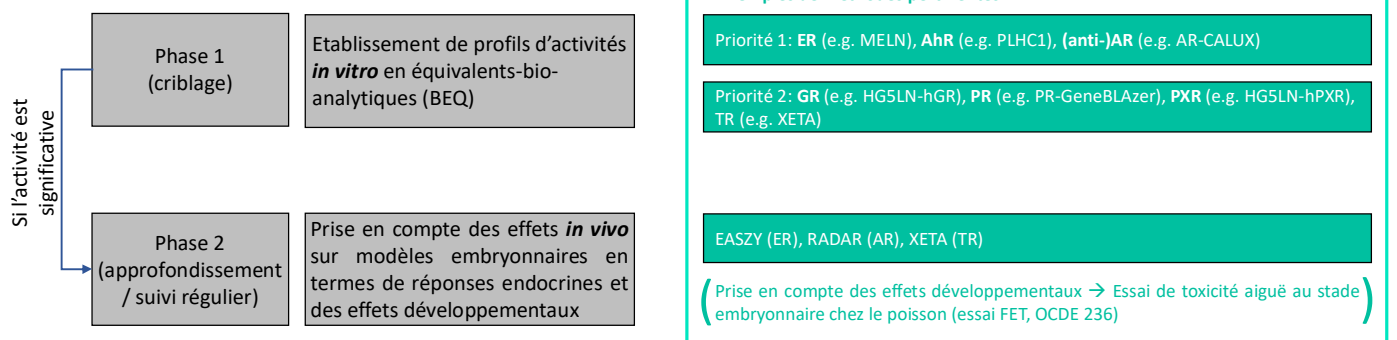 Si l'activité est
significative
Phase 1
(criblage)
Etablissement de profils d'activités
in vitro en équivalents-bio-
analytiques (BEQ)
Phase 2
(approfondissement
/ suivi régulier)
Prise en compte des effets in vivo
sur modèles embryonnaires en
termes de réponses endocrines et
des effets développementaux
Priorité 1: ER (e.g. MELN), AhR (e.g. PLHC1), (anti-)AR (e.g. AR-CALUX)
Priorité 2: GR (e.g. HG5LN-hGR), PR (e.g. PR-GeneBLAzer), PXR (e.g. HG5LN-hPXR),
TR (e.g. XETA)
EASZY (ER), RADAR (AR), XETA (TR)
(Prise en compte des effets développementaux → Essai de toxicité aiguë au stade
embryonnaire chez le poisson (essai FET, OCDE 236))